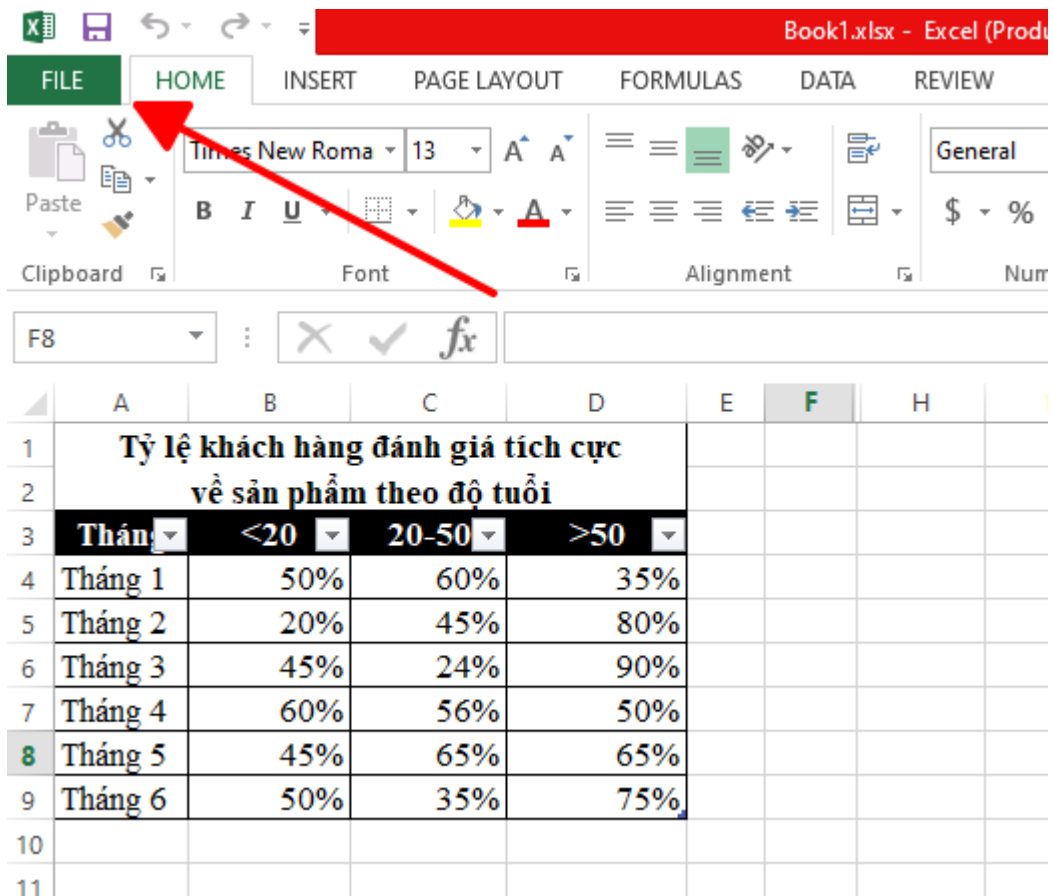 Book1.xlsx - Excel (Produ
FILE HOME INSERT PAGE LAYOUT FORMULAS DATA REVIEW
Times New Roma 13 General
Paste B I U A $ %
Clipboard Font Alignment Num
F8 fx
A B C D E F H
1 Tỷ lệ khách hàng đánh giá tích cực
2 về sản phẩm theo độ tuổi
3 Thán <20 20-50 >50
4 Tháng 1 50% 60% 35%
5 Tháng 2 20% 45% 80%
6 Tháng 3 45% 24% 90%
7 Tháng 4 60% 56% 50%
8 Tháng 5 45% 65% 65%
9 Tháng 6 50% 35% 75%
10
11